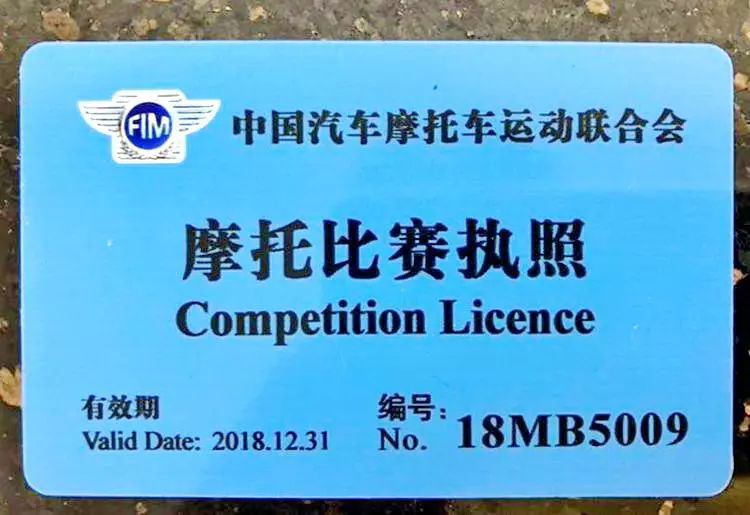 FIM
中国汽车摩托车运动联合会
摩托比赛执照
Competition Licence
有效期
Valid Date: 2018.12.31
编号:
No. 18MB5009